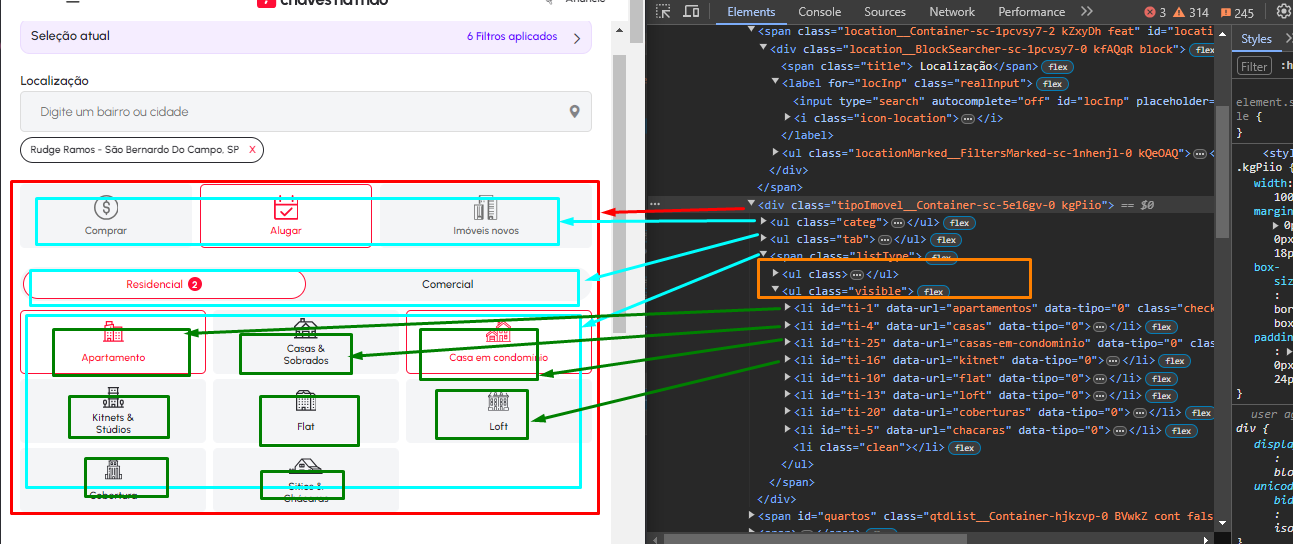 chaves na mão
Anuncie
Seleção atual
6 Filtros aplicados
Localização
Digite um bairro ou cidade
Rudge Ramos - São Bernardo Do Campo, SP X
Comprar
Alugar
Imóveis novos
Residencial 2
Comercial
Apartamento
Casas &
Sobrados
Casa em condomínio
Kitnets &
Stúdios
Flat
Loft
Cobertura
Sítios &
Chácaras
Elements Console Sources Network Performance 3 314 245
<span class="location__Container-sc-1pcvsy7-2 kZxyDh feat" id="locati
<div class="location__BlockSearcher-sc-1pcvsy7-0 kfAQqR block"> flex
<span class="title"> Localização</span> flex
<label for="locInp" class="realInput"> flex
<input type="search" autocomplete="off" id="locInp" placeholder=
<i class="icon-location">…</i>
</label>
<ul class="locationMarked__FiltersMarked-sc-1nhenjl-0 kQeOAQ">…<
</div>
</span>
<div class="tipoImovel__Container-sc-5e16gv-0 kgPiio"> == $0
<ul class="categ">…</ul> flex
<ul class="tab">…</ul> flex
<span class="listType"> flex
<ul class>…</ul>
<ul class="visible"> flex
<li id="ti-1" data-url="apartamentos" data-tipo="0" class="check
<li id="ti-4" data-url="casas" data-tipo="0">…</li> flex
<li id="ti-25" data-url="casas-em-condominio" data-tipo="0" clas
<li id="ti-16" data-url="kitnet" data-tipo="0">…</li> flex
<li id="ti-10" data-url="flat" data-tipo="0">…</li> flex
<li id="ti-13" data-url="loft" data-tipo="0">…</li> flex
<li id="ti-20" data-url="coberturas" data-tipo="0">…</li> flex
<li id="ti-5" data-url="chacaras" data-tipo="0">…</li> flex
<li class="clean"></li> flex
</ul>
</span>
</div>
<span id="quartos" class="qtdList__Container-hjkzvp-0 BVwkZ cont fals
Styles
Filter :h
element.s
le {
}
<sty
.kgPiio {
width:
100
margin
0p
0px
18p
box-
siz
:
bor
box
paddin
:
0px
24p
}
user ag
div {
displa
:
blo
unicod
bid
:
iso
}